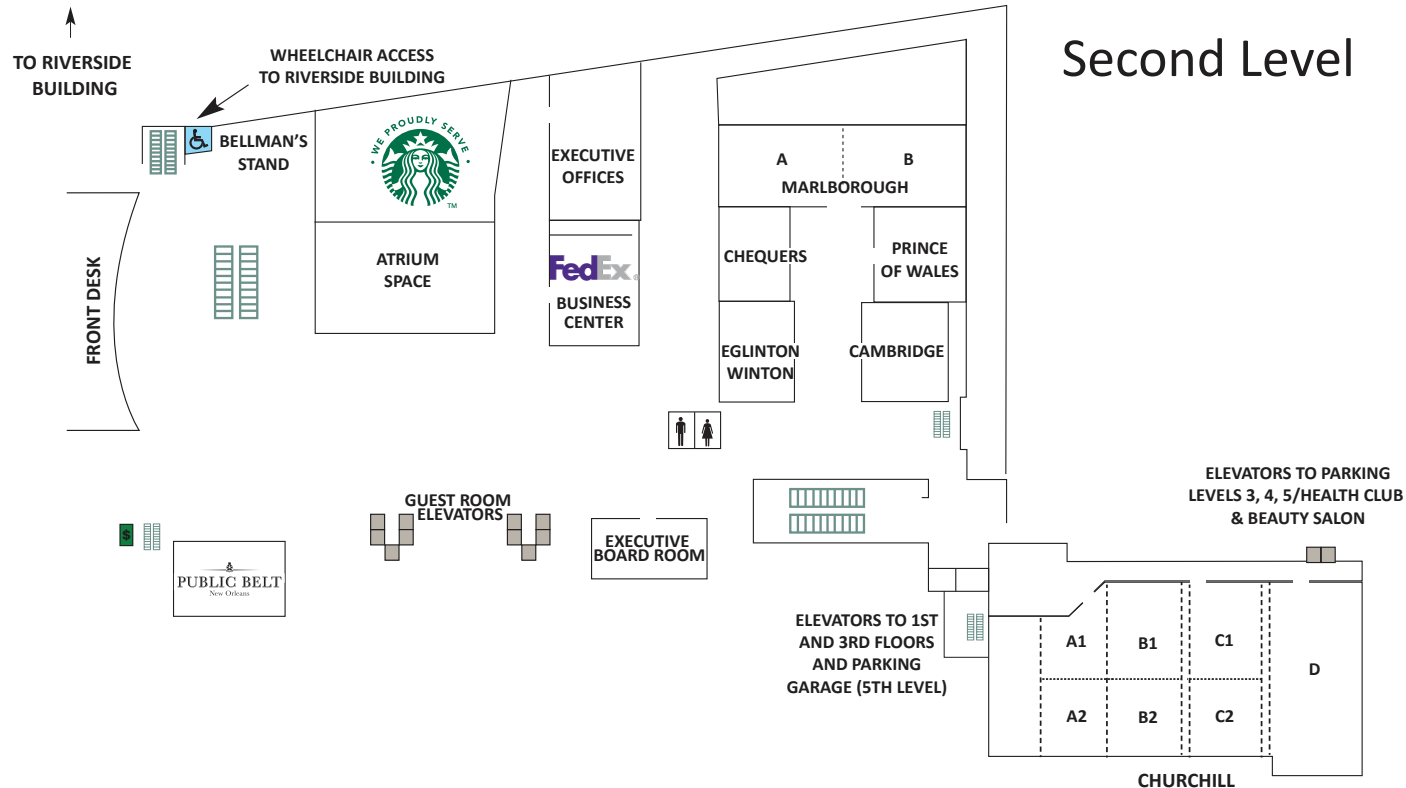 Second Level
TO RIVERSIDE
BUILDING
WHEELCHAIR ACCESS
TO RIVERSIDE BUILDING
BELLMAN'S
STAND
WE PROUDLY SERVE
TM
EXECUTIVE
OFFICES
A
B
MARLBOROUGH
FRONT DESK
ATRIUM
SPACE
FedEx®
BUSINESS
CENTER
CHEQUERS
PRINCE
OF WALES
EGLINTON
WINTON
CAMBRIDGE
GUEST ROOM
ELEVATORS
$
PUBLIC BELT
New Orleans
EXECUTIVE
BOARD ROOM
ELEVATORS TO PARKING
LEVELS 3, 4, 5/HEALTH CLUB
& BEAUTY SALON
ELEVATORS TO 1ST
AND 3RD FLOORS
AND PARKING
GARAGE (5TH LEVEL)
A1
B1
C1
D
A2
B2
C2
CHURCHILL